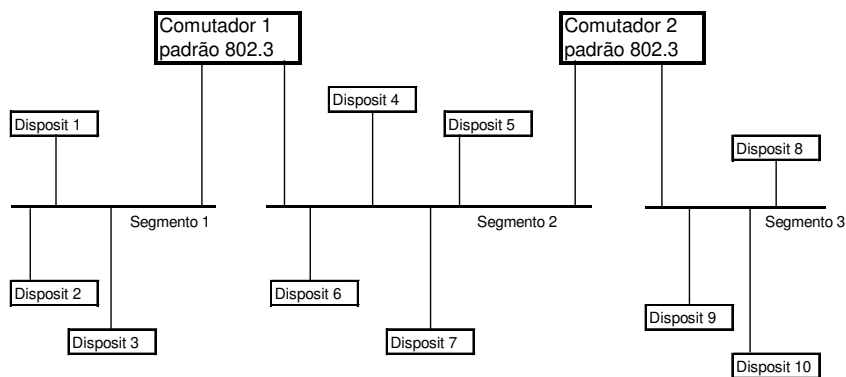 Comutador 1
padrão 802.3
Comutador 2
padrão 802.3
Disposit 4
Disposit 1
Disposit 5
Disposit 8
Segmento 1
Segmento 2
Segmento 3
Disposit 2
Disposit 6
Disposit 9
Disposit 3
Disposit 7
Disposit 10